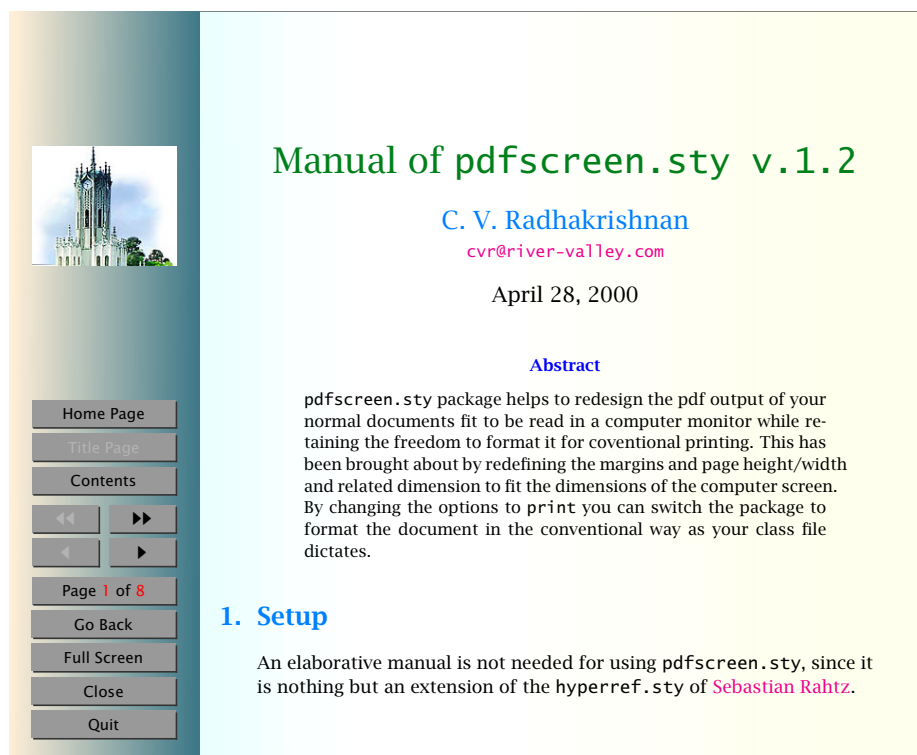 Manual of pdfscreen.sty v.1.2
C. V. Radhakrishnan
cvr@river-valley.com
April 28, 2000
Abstract
pdfscreen.sty package helps to redesign the pdf output of your
normal documents fit to be read in a computer monitor while re-
taining the freedom to format it for coventional printing. This has
been brought about by redefining the margins and page height/width
and related dimension to fit the dimensions of the computer screen.
By changing the options to print you can switch the package to
format the document in the conventional way as your class file
dictates.
1. Setup
An elaborative manual is not needed for using pdfscreen.sty, since it
is nothing but an extension of the hyperref.sty of Sebastian Rahtz.
Home Page
Title Page
Contents
Page 1 of 8
Go Back
Full Screen
Close
Quit